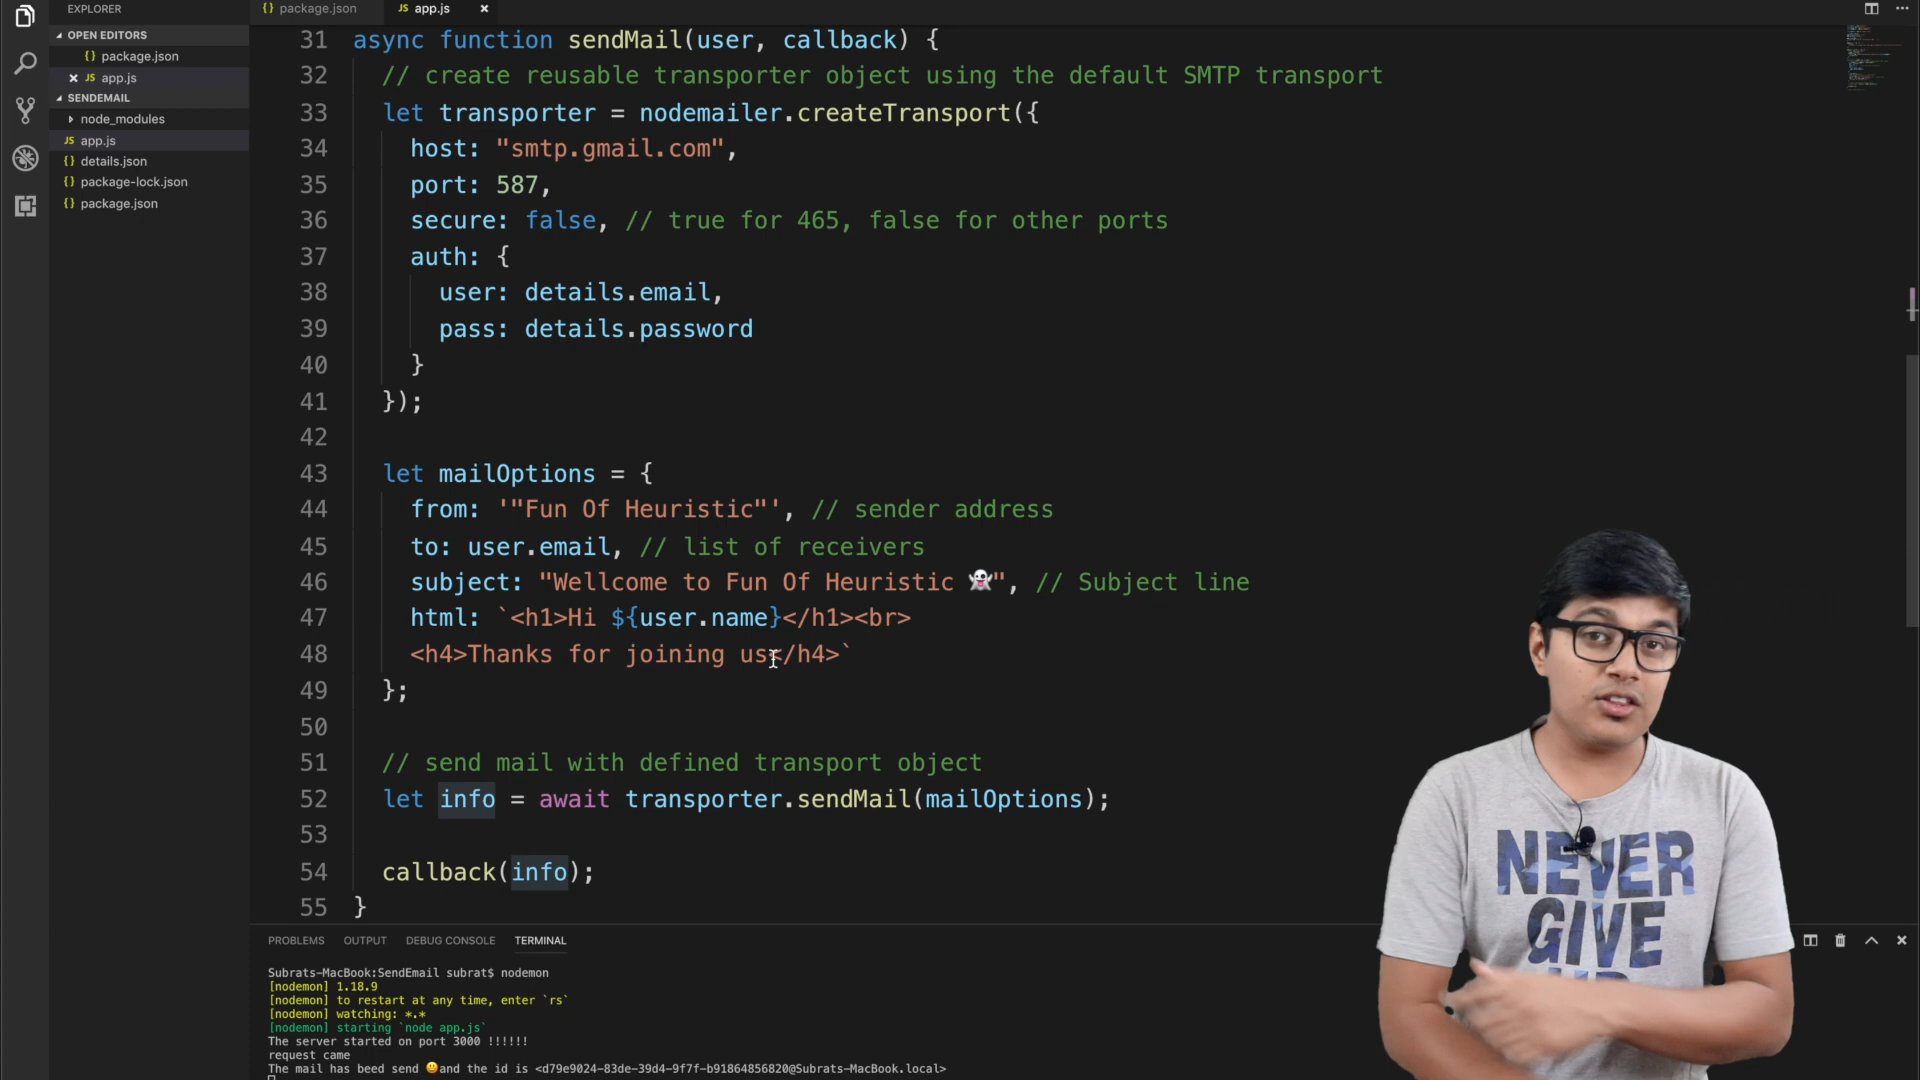 EXPLORER
OPEN EDITORS
{} package.json
× JS app.js
SENDEMAIL
node_modules
JS app.js
{} details.json
{} package-lock.json
{} package.json
{} package.json
JS app.js ×
31 async function sendMail(user, callback) {
32 // create reusable transporter object using the default SMTP transport
33 let transporter = nodemailer.createTransport({
34 host: "smtp.gmail.com",
35 port: 587,
36 secure: false, // true for 465, false for other ports
37 auth: {
38 user: details.email,
39 pass: details.password
40 }
41 });
42
43 let mailOptions = {
44 from: '"Fun Of Heuristic"', // sender address
45 to: user.email, // list of receivers
46 subject: "Wellcome to Fun Of Heuristic 👻", // Subject line
47 html: `<h1>Hi ${user.name}</h1><br>
48 <h4>Thanks for joining us</h4>`
49 };
50
51 // send mail with defined transport object
52 let info = await transporter.sendMail(mailOptions);
53
54 callback(info);
55 }
PROBLEMS OUTPUT DEBUG CONSOLE TERMINAL
Subrats-MacBook:SendEmail subrat$ nodemon
[nodemon] 1.18.9
[nodemon] to restart at any time, enter `rs`
[nodemon] watching: *.*
[nodemon] starting `node app.js`
The server started on port 3000 !!!!!!
request came
The mail has beed send 😀and the id is <d79e9024-83de-39d4-9f7f-b91864856820@Subrats-MacBook.local>
NEVER
GIVE
UP